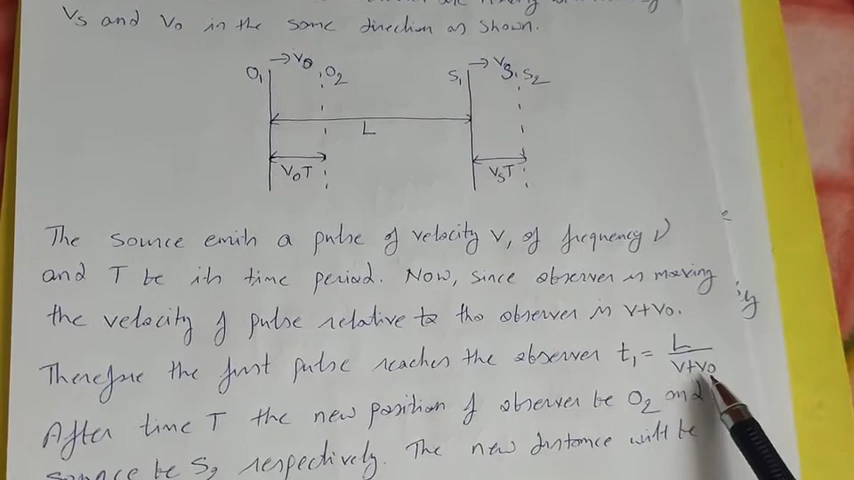 Vs and Vo in the same direction as shown.
O1 → Vo O2 S1 → Vs S2
L
VoT VsT
The source emits a pulse of velocity V, of frequency ν
and T be its time period. Now, since observer is moving
the velocity of pulse relative to the observer is V+Vo.
Therefore the first pulse reaches the observer t1 = L / V+Vo
After time T the new position of observer be O2 and
source be S2 respectively. The new distance will be